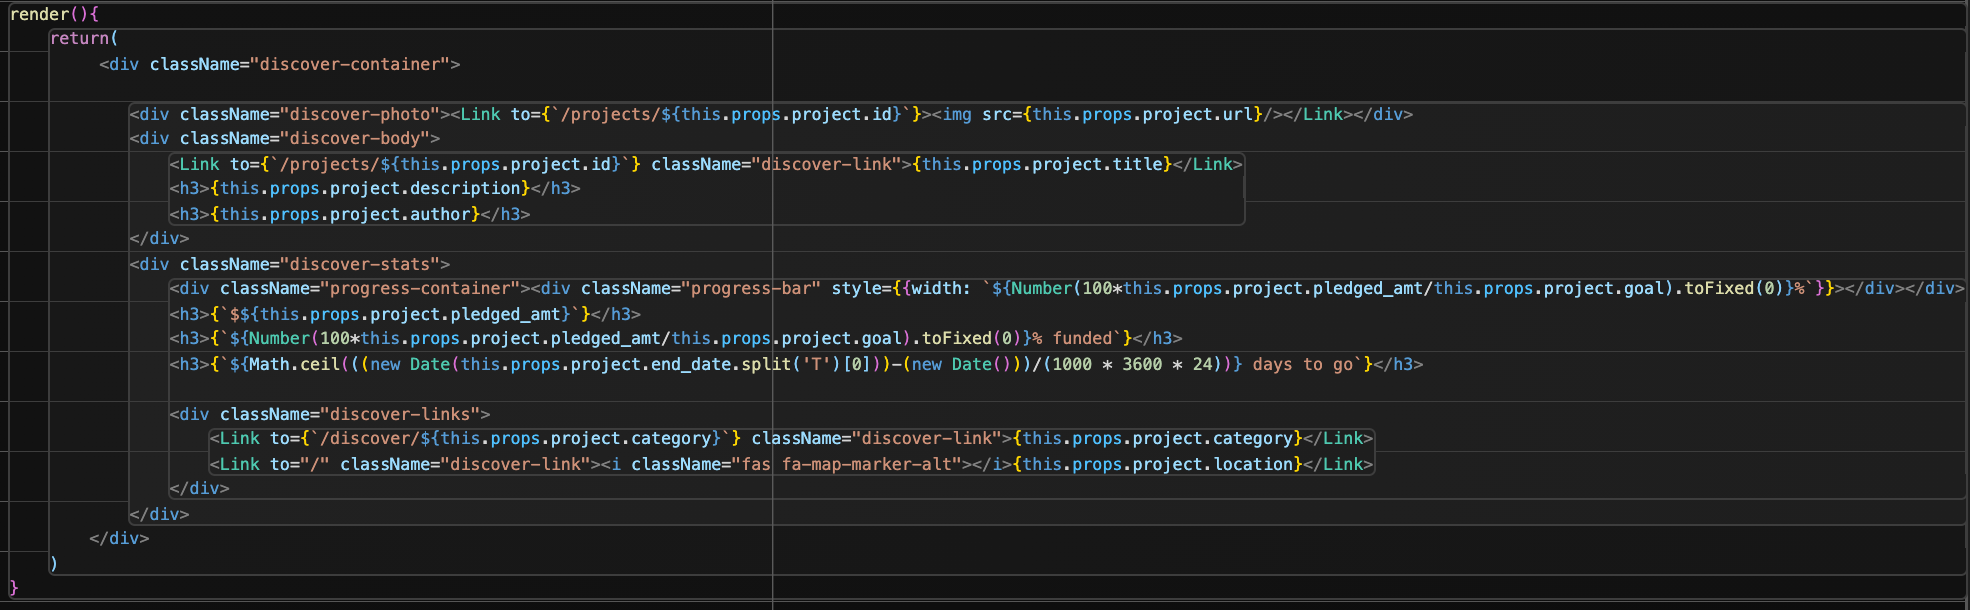 render(){
return(
<div className="discover-container">
<div className="discover-photo"><Link to={`/projects/${this.props.project.id}`}><img src={this.props.project.url}/></Link></div>
<div className="discover-body">
<Link to={`/projects/${this.props.project.id}`} className="discover-link">{this.props.project.title}</Link>
<h3>{this.props.project.description}</h3>
<h3>{this.props.project.author}</h3>
</div>
<div className="discover-stats">
<div className="progress-container"><div className="progress-bar" style={{width: `${Number(100*this.props.project.pledged_amt/this.props.project.goal).toFixed(0)}%`}}></div></div>
<h3>{`$${this.props.project.pledged_amt}`}</h3>
<h3>{`${Number(100*this.props.project.pledged_amt/this.props.project.goal).toFixed(0)}% funded`}</h3>
<h3>{`${Math.ceil(((new Date(this.props.project.end_date.split('T')[0]))-(new Date()))/(1000 * 3600 * 24))} days to go`}</h3>
<div className="discover-links">
<Link to={`/discover/${this.props.project.category}`} className="discover-link">{this.props.project.category}</Link>
<Link to="/" className="discover-link"><i className="fas fa-map-marker-alt"></i>{this.props.project.location}</Link>
</div>
</div>
</div>
)
}